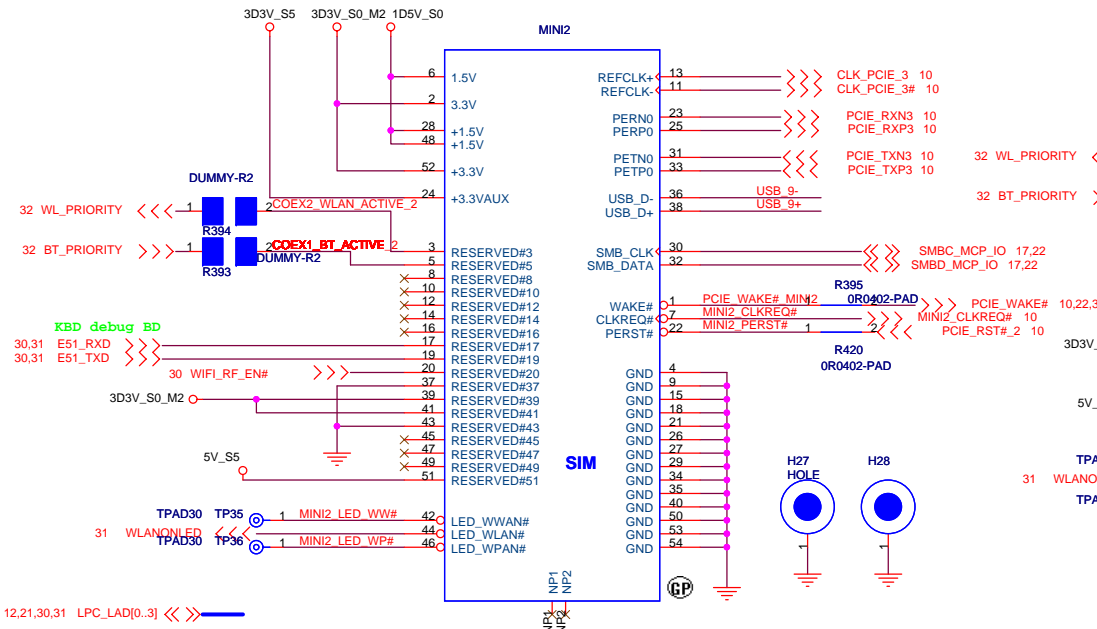 3D3V_S5 3D3V_S0_M2 1D5V_S0
MINI2
6 1.5V REFCLK+ 13 CLK_PCIE_3 10
REFCLK- 11 CLK_PCIE_3# 10
2 3.3V
PERN0 23 PCIE_RXN3 10
28 +1.5V PERP0 25 PCIE_RXP3 10
48 +1.5V
PETN0 31 PCIE_TXN3 10 32 WL_PRIORITY
52 +3.3V PETP0 33 PCIE_TXP3 10
DUMMY-R2
24 +3.3VAUX USB_D- 36 USB_9- 32 BT_PRIORITY
USB_D+ 38 USB_9+
32 WL_PRIORITY 1 2 COEX2_WLAN_ACTIVE_2
R394
32 BT_PRIORITY 1 2 COEX1_BT_ACTIVE_2
R393 DUMMY-R2
3 RESERVED#3 SMB_CLK 30 SMBC_MCP_IO 17,22
5 RESERVED#5 SMB_DATA 32 SMBD_MCP_IO 17,22
8 RESERVED#8
10 RESERVED#10 R395
0R0402-PAD
12 RESERVED#12 WAKE# 1 PCIE_WAKE#_MINI2 1 2 PCIE_WAKE# 10,22,3
14 RESERVED#14 CLKREQ# 7 MINI2_CLKREQ# MINI2_CLKREQ# 10
16 RESERVED#16 PERST# 22 MINI2_PERST# 1 2 PCIE_RST#_2 10
R420
0R0402-PAD
3D3V_
KBD debug BD
30,31 E51_RXD 17 RESERVED#17
30,31 E51_TXD 19 RESERVED#19
30 WIFI_RF_EN# 20 RESERVED#20 GND 4
37 RESERVED#37 GND 9
3D3V_S0_M2 39 RESERVED#39 GND 15 5V_
41 RESERVED#41 GND 18
43 RESERVED#43 GND 21
45 RESERVED#45 GND 26
47 RESERVED#47 GND 27
49 RESERVED#49 GND 29
5V_S5 51 RESERVED#51 GND 34
SIM
GND 35
GND 40
GND 50
GND 53
GND 54
H27
HOLE
H28
1 1
TPA
31 WLANO
TPA
TPAD30 TP35 1 MINI2_LED_WW# 42 LED_WWAN#
31 WLANONLED 44 LED_WLAN#
TPAD30 TP36 1 MINI2_LED_WP# 46 LED_WPAN#
NP1
NP2
GP
NP1
NP2
12,21,30,31 LPC_LAD[0..3]